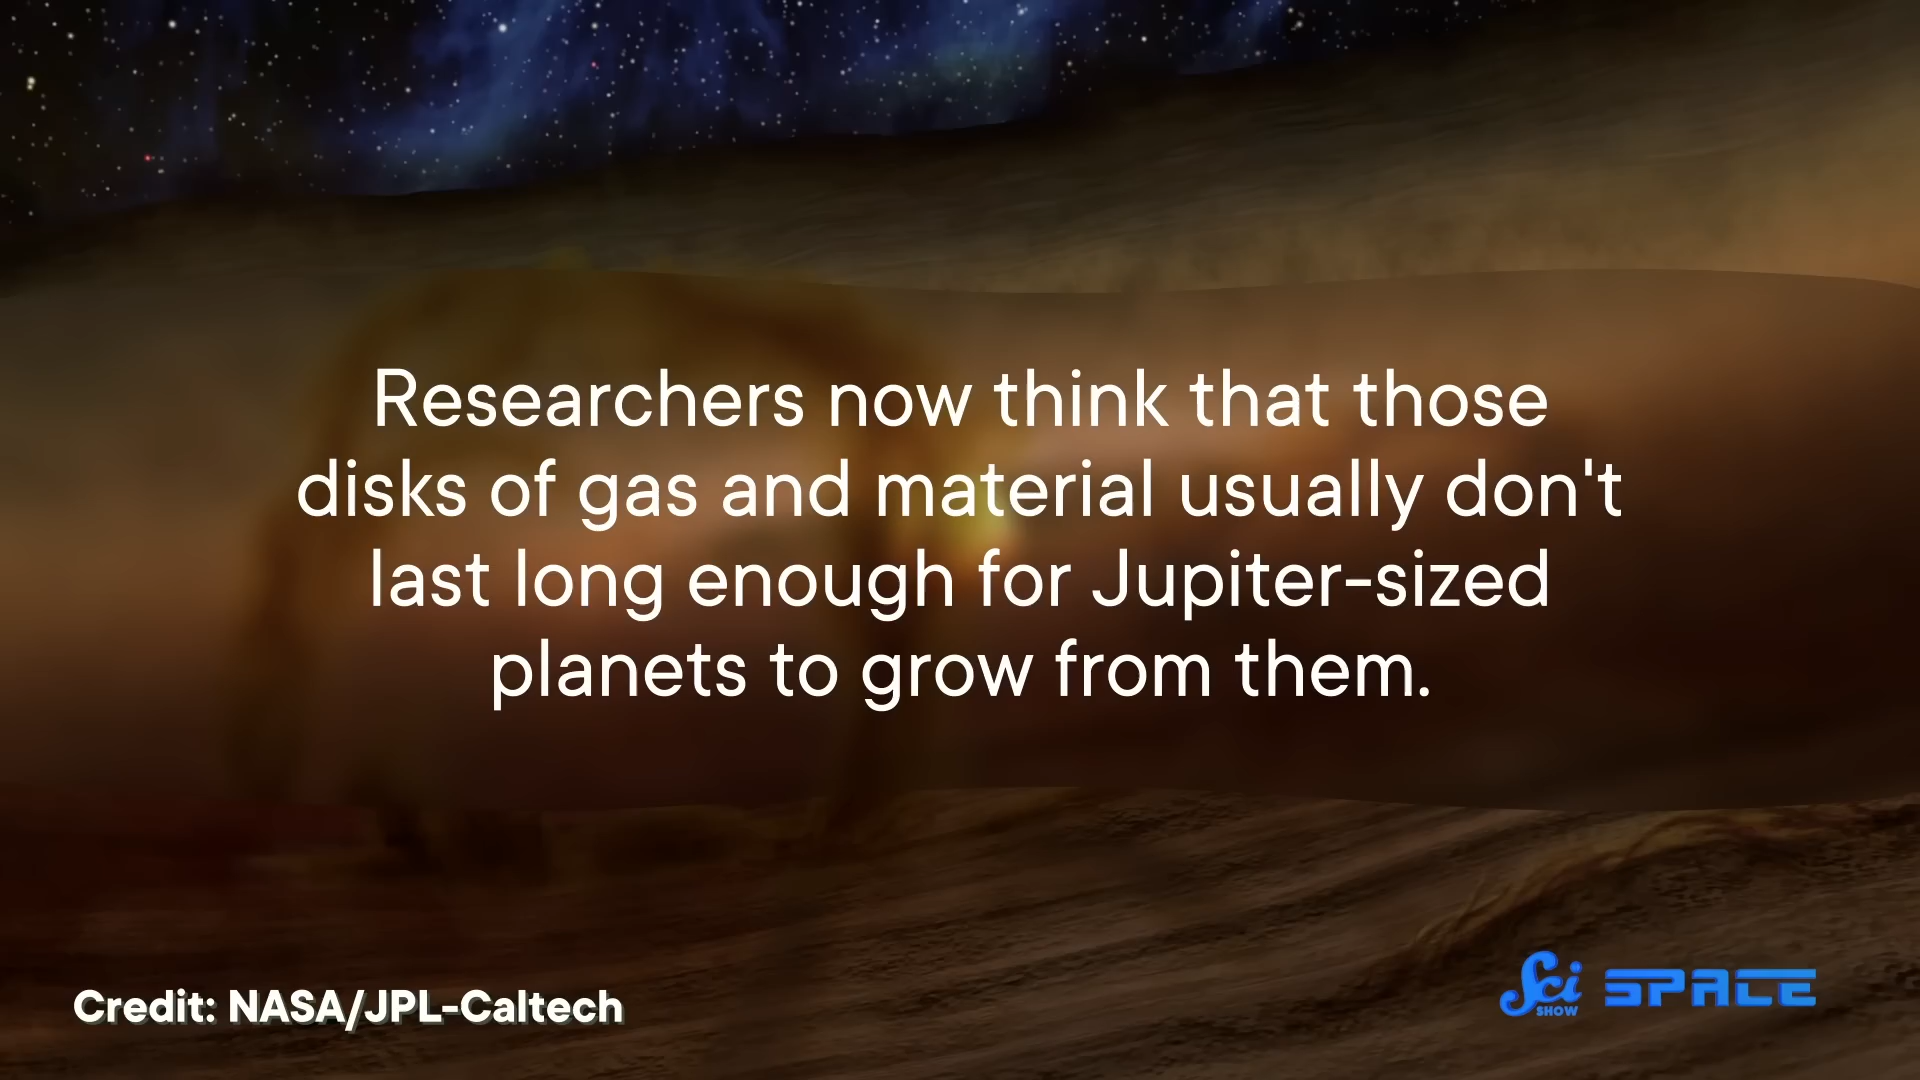 Researchers now think that those
disks of gas and material usually don't
last long enough for Jupiter-sized
planets to grow from them.
Credit: NASA/JPL-Caltech
Sci SHOW SPACE